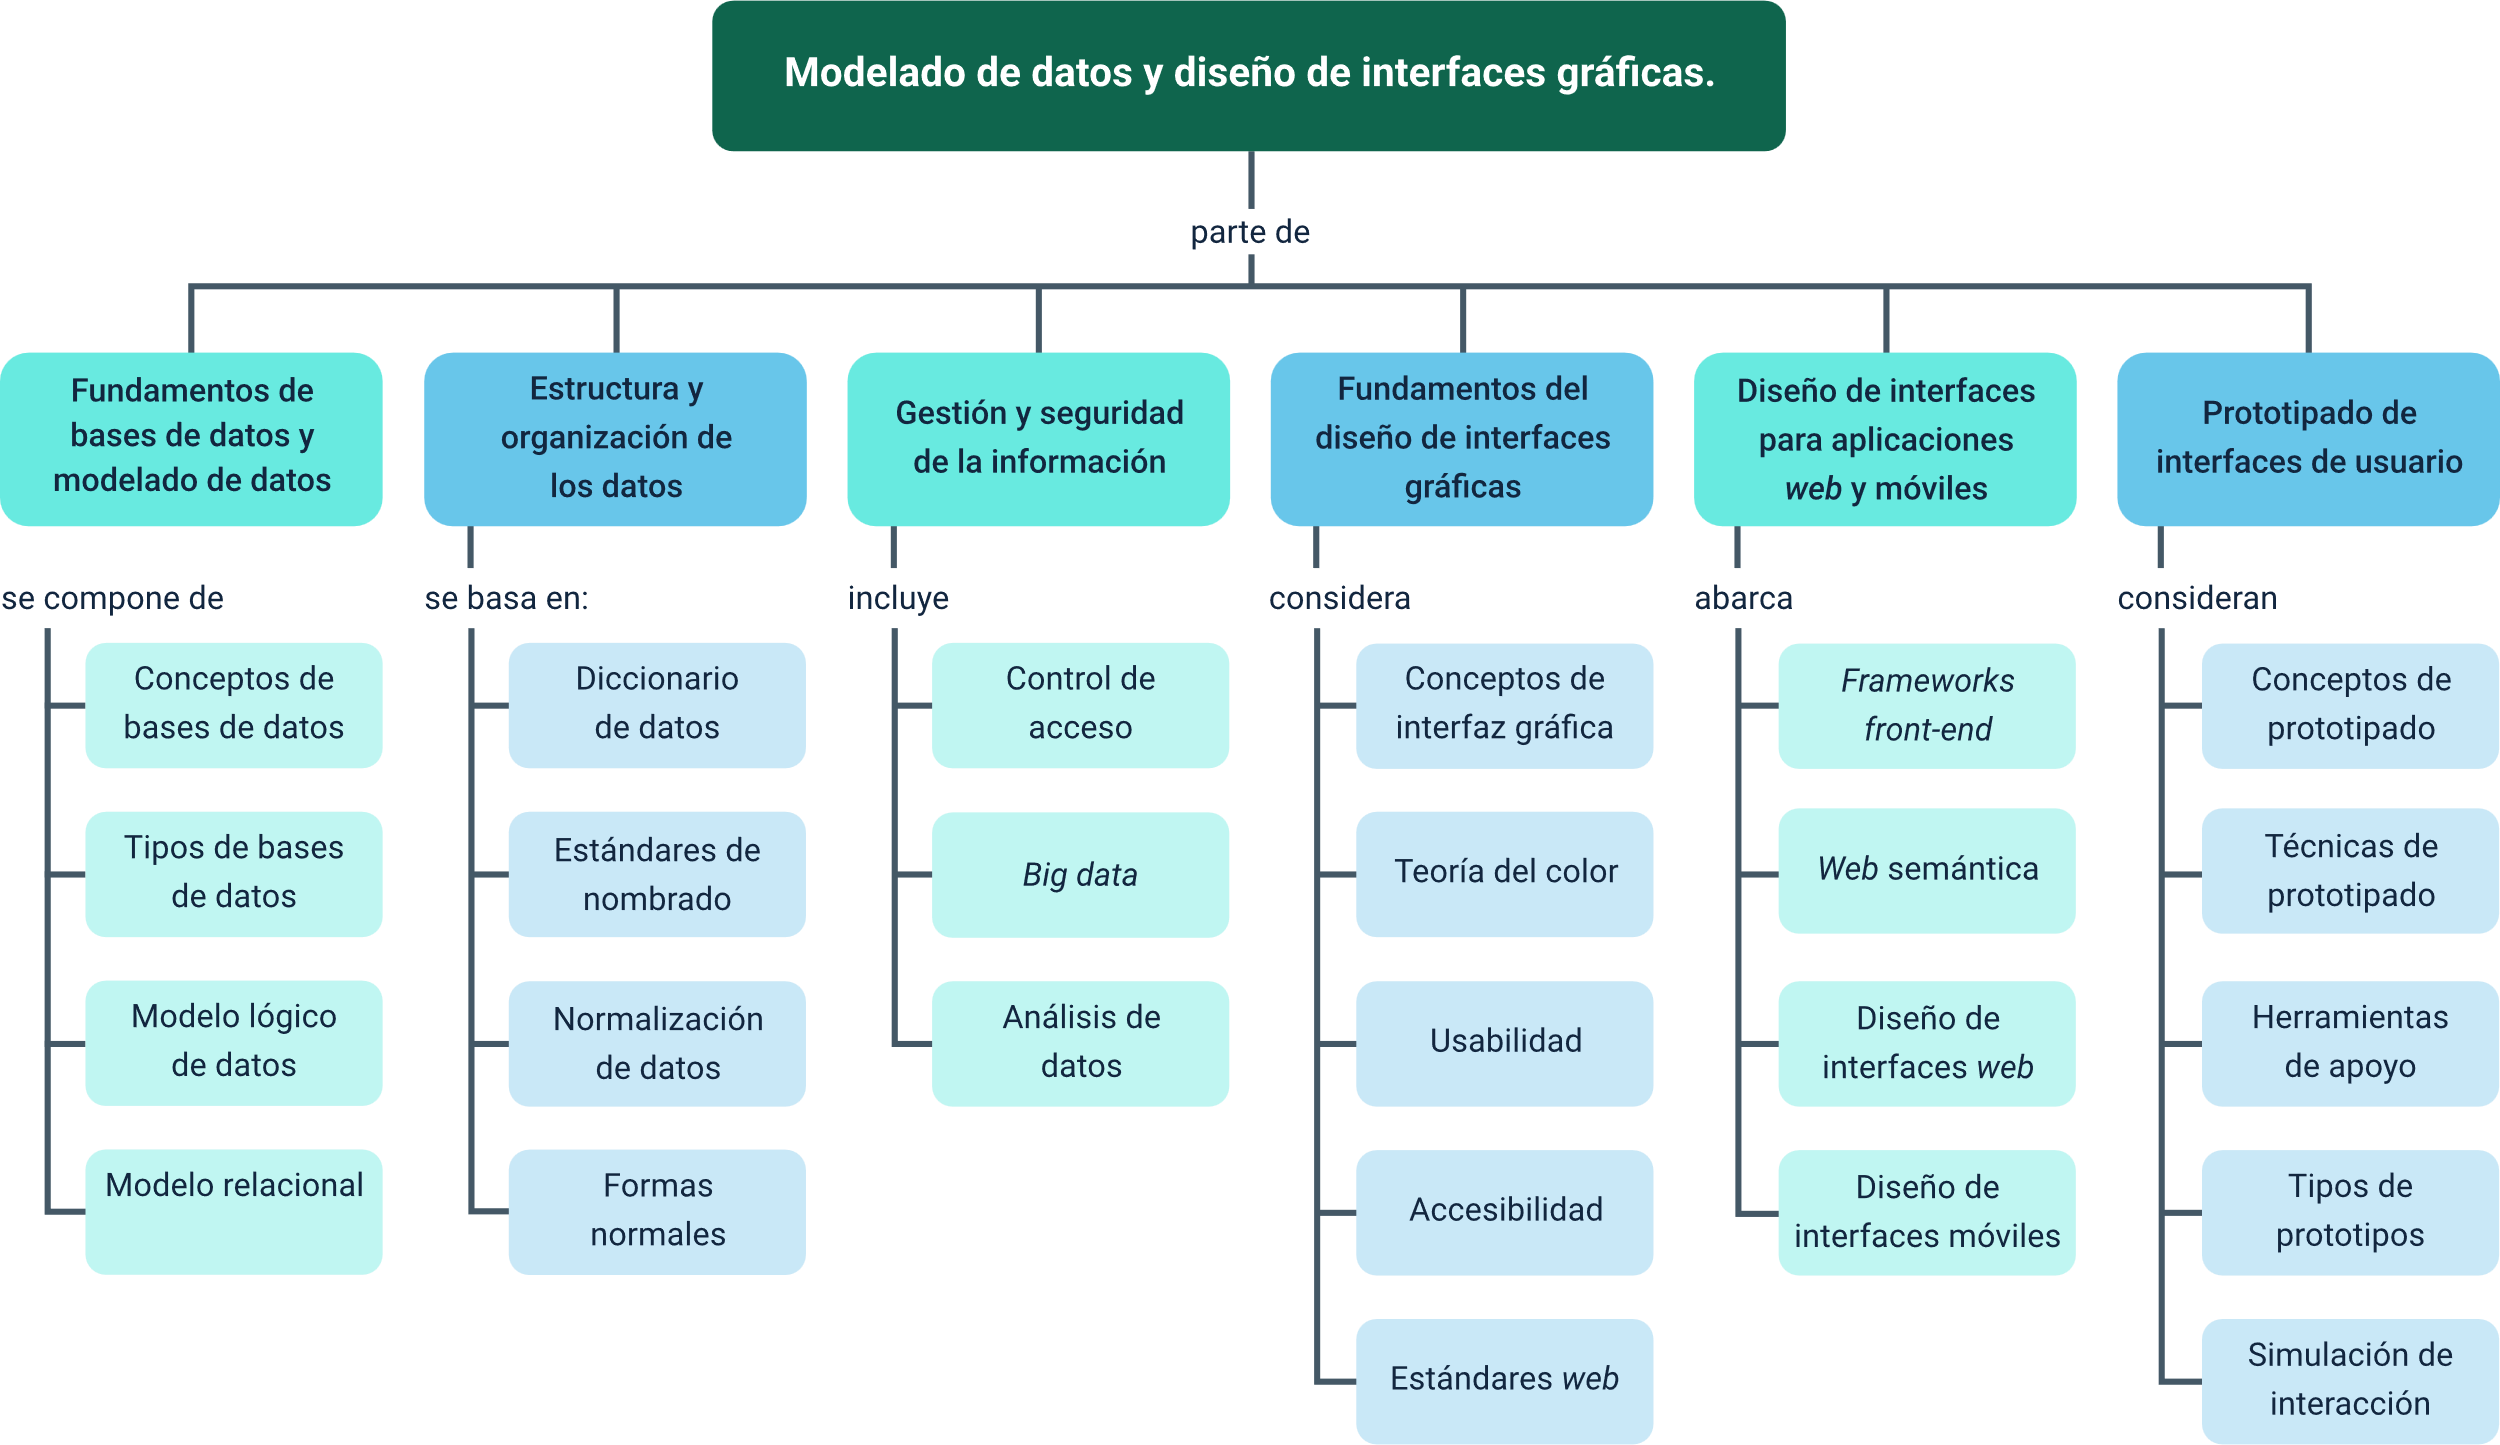 Modelado de datos y diseño de interfaces gráficas.
parte de
Fundamentos de
bases de datos y
modelado de datos
se compone de
Conceptos de
bases de datos
Tipos de bases
de datos
Modelo lógico
de datos
Modelo relacional
Estructura y
organización de
los datos
se basa en:
Diccionario
de datos
Estándares de
nombrado
Normalización
de datos
Formas
normales
Gestión y seguridad
de la información
incluye
Control de
acceso
Big data
Análisis de
datos
Fundamentos del
diseño de interfaces
gráficas
considera
Conceptos de
interfaz gráfica
Teoría del color
Usabilidad
Accesibilidad
Estándares web
Diseño de interfaces
para aplicaciones
web y móviles
abarca
Frameworks
front-end
Web semántica
Diseño de
interfaces web
Diseño de
interfaces móviles
Prototipado de
interfaces de usuario
consideran
Conceptos de
prototipado
Técnicas de
prototipado
Herramientas
de apoyo
Tipos de
prototipos
Simulación de
interacción